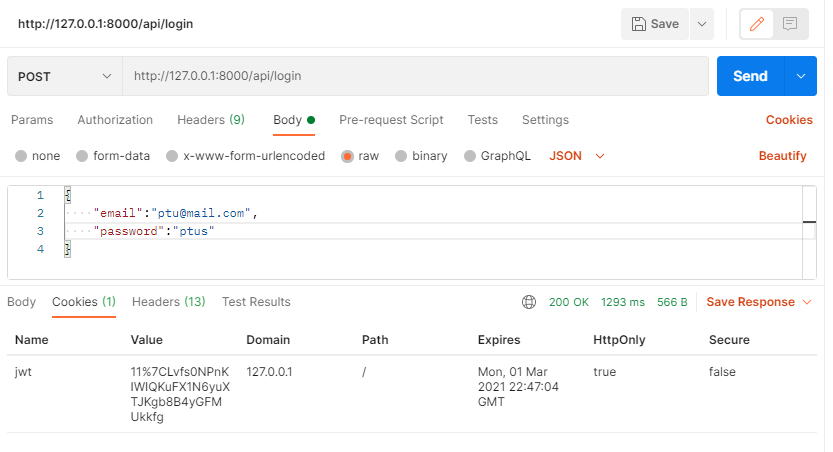 http://127.0.0.1:8000/api/login Save
POST http://127.0.0.1:8000/api/login Send
Params Authorization Headers (9) Body Pre-request Script Tests Settings Cookies
none form-data x-www-form-urlencoded raw binary GraphQL JSON Beautify
1 {
2 "email":"ptu@mail.com",
3 "password":"ptus"
4 }
Body Cookies (1) Headers (13) Test Results 200 OK 1293 ms 566 B Save Response
Name Value Domain Path Expires HttpOnly Secure
jwt 11%7CLvfs0NPnK 127.0.0.1 / Mon, 01 Mar true false
IWIQKuFX1N6yuX 2021 22:47:04
TJKgb8B4yGFM GMT
Ukkfg